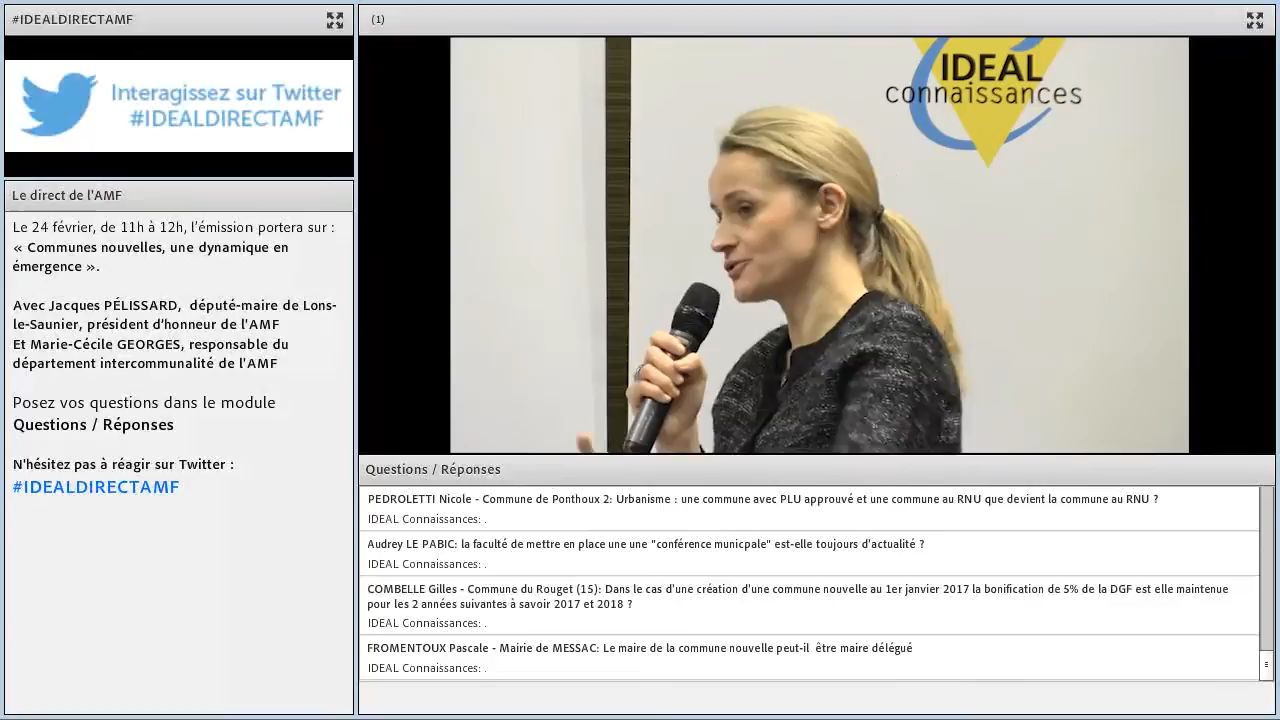 #IDEALDIRECTAMF
Interagissez sur Twitter
#IDEALDIRECTAMF
Le direct de l'AMF
Le 24 février, de 11h à 12h, l'émission portera sur :
« Communes nouvelles, une dynamique en
émergence ».
Avec Jacques PÉLISSARD,  député-maire de Lons-
le-Saunier, président d'honneur de l'AMF
Et Marie-Cécile GEORGES, responsable du
département intercommunalité de l'AMF
Posez vos questions dans le module
Questions / Réponses
N'hésitez pas à réagir sur Twitter :
#IDEALDIRECTAMF
(1)
IDEAL
connaissances
Questions / Réponses
PEDROLETTI Nicole - Commune de Ponthoux 2: Urbanisme : une commune avec PLU approuvé et une commune au RNU que devient la commune au RNU ?
IDEAL Connaissances: .
Audrey LE PABIC: la faculté de mettre en place une une "conférence municpale" est-elle toujours d'actualité ?
IDEAL Connaissances: .
COMBELLE Gilles - Commune du Rouget (15): Dans le cas d'une création d'une commune nouvelle au 1er janvier 2017 la bonification de 5% de la DGF est elle maintenue
pour les 2 années suivantes à savoir 2017 et 2018 ?
IDEAL Connaissances: .
FROMENTOUX Pascale - Mairie de MESSAC: Le maire de la commune nouvelle peut-il  être maire délégué
IDEAL Connaissances: .